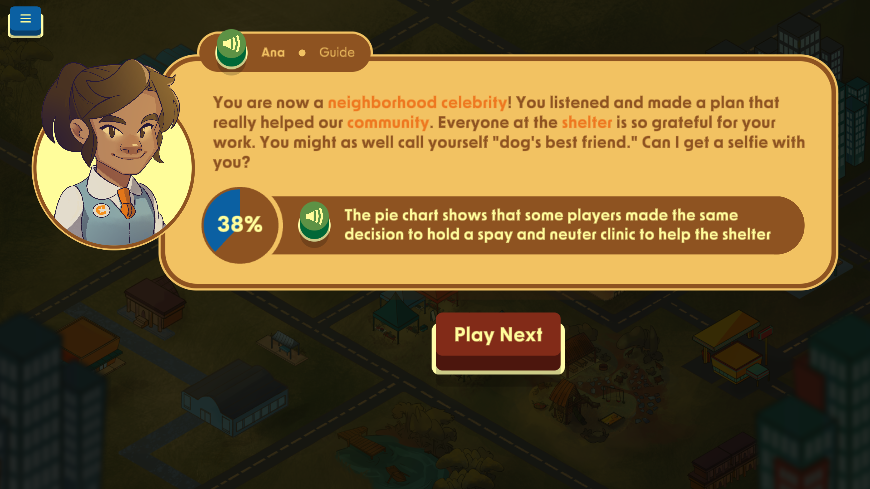 Ana • Guide
You are now a neighborhood celebrity! You listened and made a plan that
really helped our community. Everyone at the shelter is so grateful for your
work. You might as well call yourself "dog's best friend." Can I get a selfie with
you?
38%
The pie chart shows that some players made the same
decision to hold a spay and neuter clinic to help the shelter
Play Next